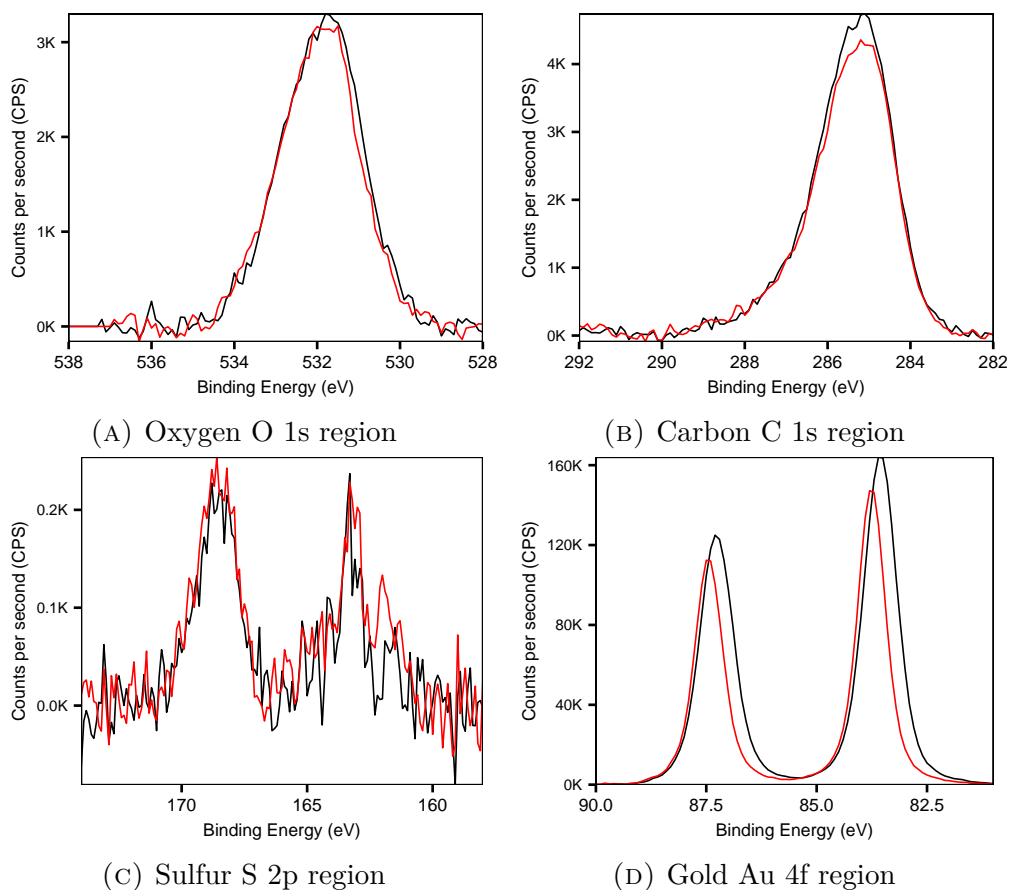 3K
2K
1K
0K
538 536 534 532 530 528
Counts per second (CPS)
Binding Energy (eV)
(A) Oxygen O 1s region
4K
3K
2K
1K
0K
292 290 288 286 284 282
Counts per second (CPS)
Binding Energy (eV)
(B) Carbon C 1s region
0.2K
0.1K
0.0K
170 165 160
Counts per second (CPS)
Binding Energy (eV)
(C) Sulfur S 2p region
160K
120K
80K
40K
0K
90.0 87.5 85.0 82.5
Counts per second (CPS)
Binding Energy (eV)
(D) Gold Au 4f region